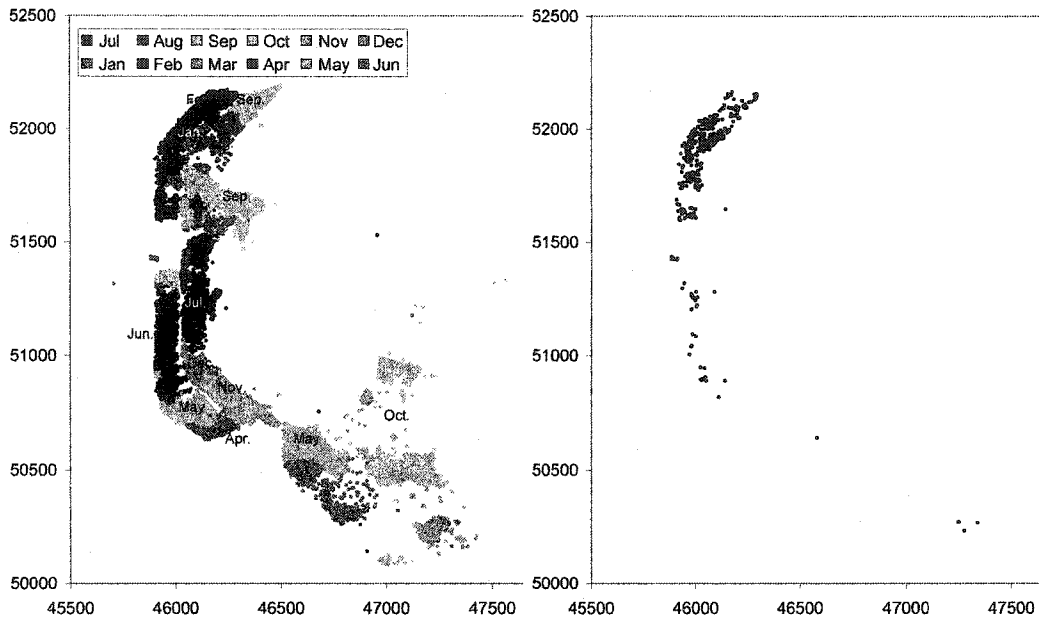 52500
Jul Aug Sep Oct Nov Dec
Jan Feb Mar Apr May Jun
Sep.
Jan.
52000
Sep.
51500
Jul.
Jun.
51000
Nov.
May
Oct.
Apr.
May
50500
50000
45500 46000 46500 47000 47500
52500
52000
51500
51000
50500
50000
45500 46000 46500 47000 47500